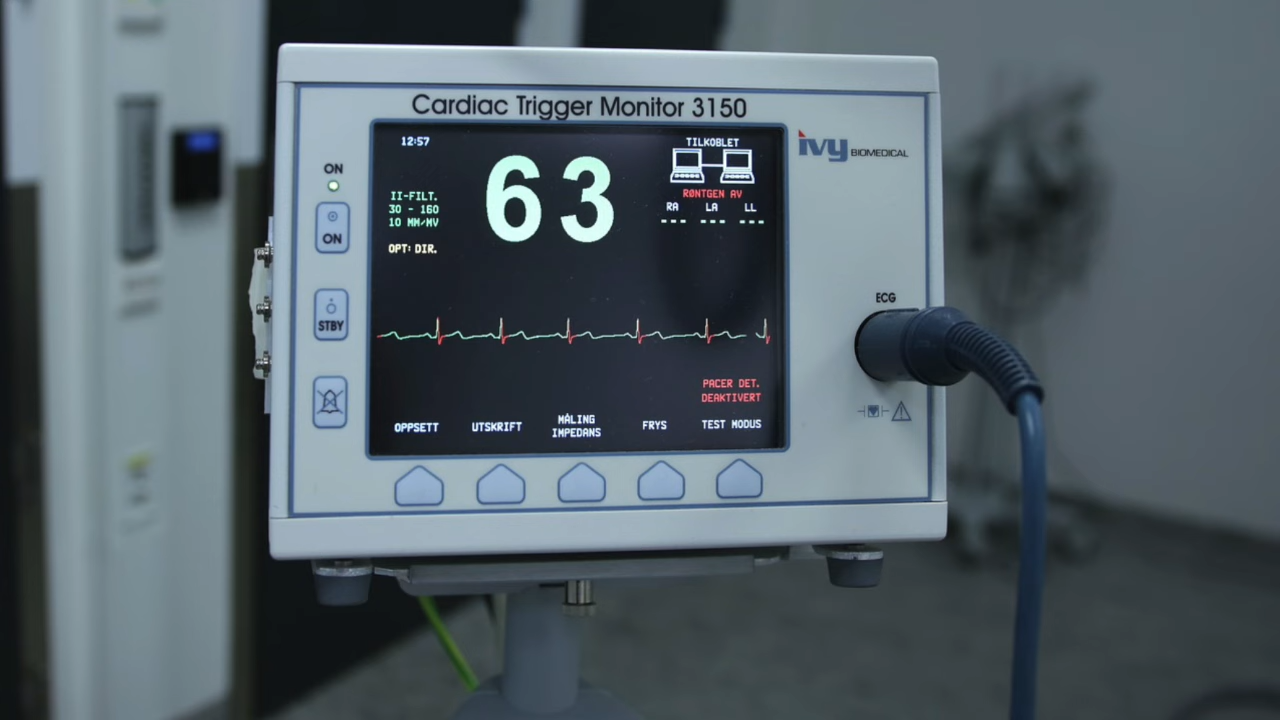 Cardiac Trigger Monitor 3150
ivy BIOMEDICAL
12:57
63
TILKOBLET
RØNTGEN AV
RA LA LL
--- --- ---
II-FILT.
30 - 160
10 MM/MV
OPT: DIR.
ON
ON
STBY
ECG
PACER DET.
DEAKTIVERT
OPPSETT
UTSKRIFT
MÅLING
IMPEDANS
FRYS
TEST MODUS